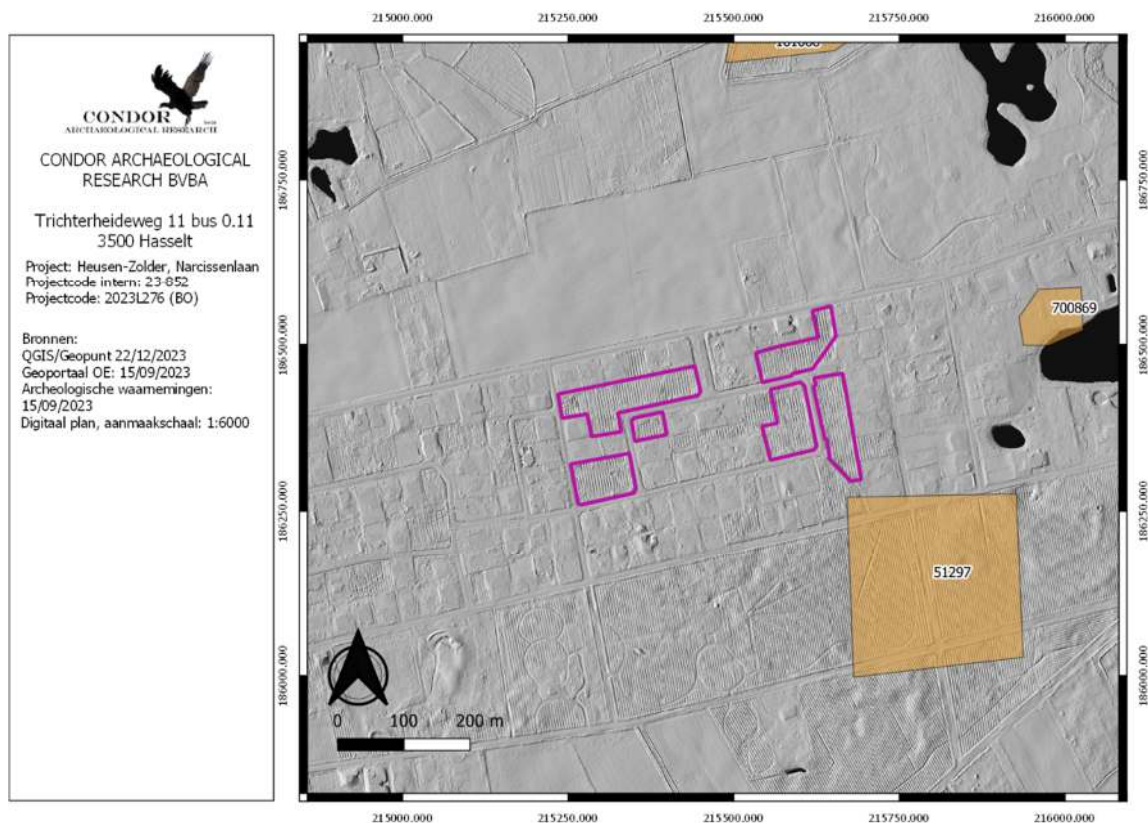 CONDOR
ARCHAEOLOGICAL RESEARCH
CONDOR ARCHAEOLOGICAL
RESEARCH BVBA
Trichterheideweg 11 bus 0.11
3500 Hasselt
Project: Heusen-Zolder, Narcissenlaan
Projectcode intern: 23-852
Projectcode: 2023L276 (BO)
Bronnen:
QGIS/Geopunt 22/12/2023
Geoportaal OE: 15/09/2023
Archeologische waarnemingen:
15/09/2023
Digitaal plan, aanmaakschaal: 1:6000
215000.000 215250.000 215500.000 215750.000 216000.000
186750.000 186750.000
186500.000 186500.000
186250.000 186250.000
186000.000 186000.000
700869
51297
0 100 200 m
215000.000 215250.000 215500.000 215750.000 216000.000